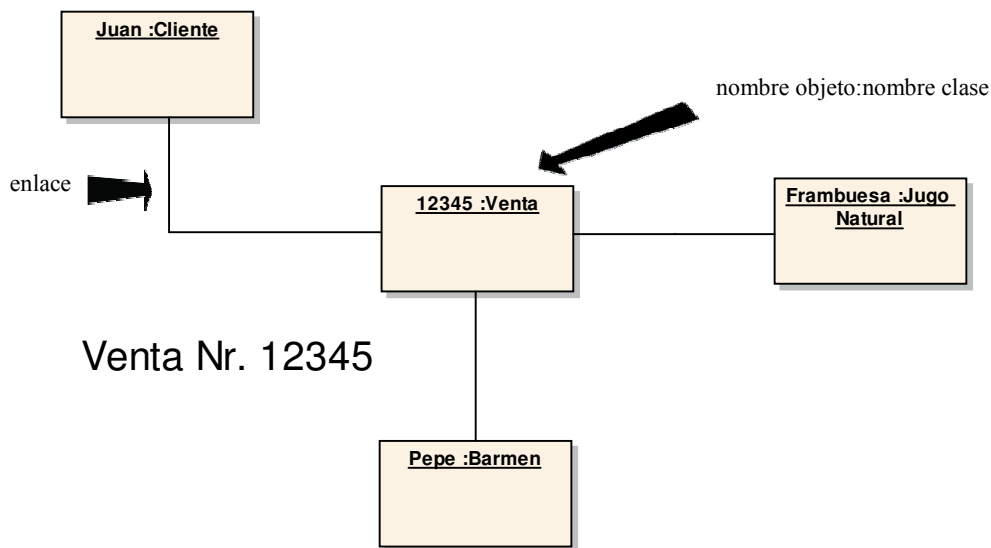 Juan :Cliente
nombre objeto:nombre clase
enlace
12345 :Venta
Frambuesa :Jugo
Natural
Venta Nr. 12345
Pepe :Barmen